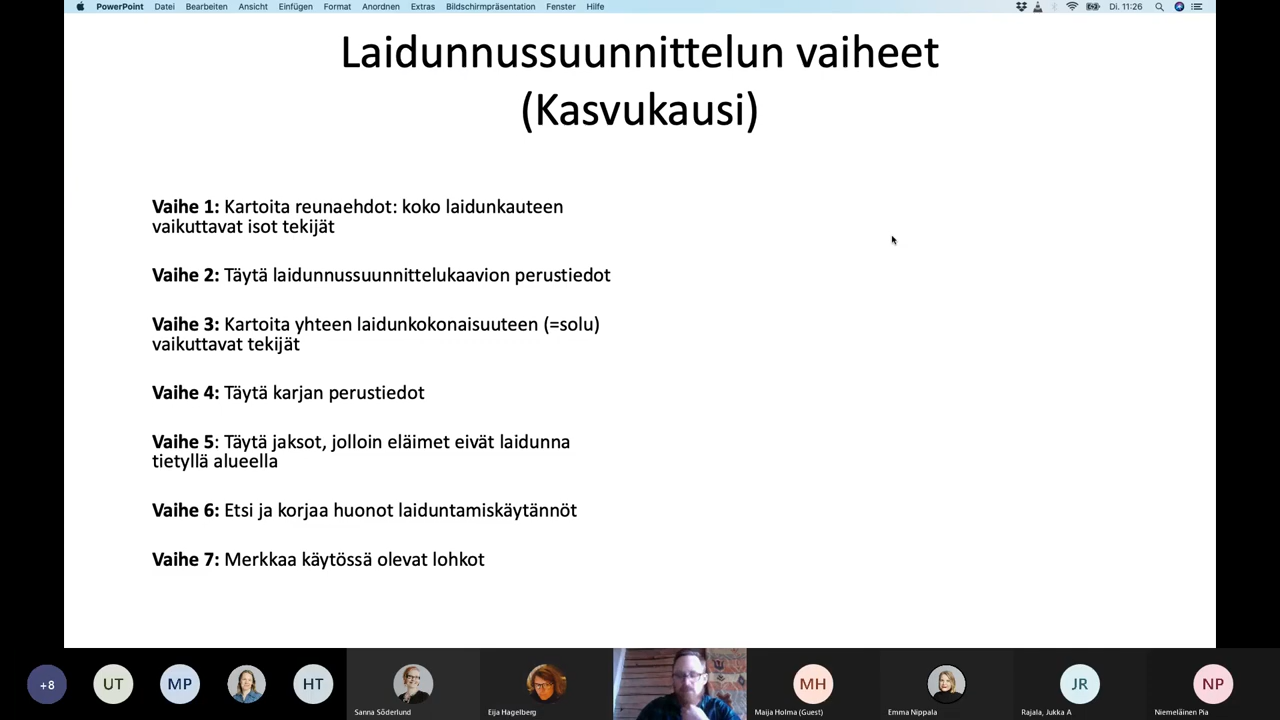 PowerPoint Datei Bearbeiten Ansicht Einfügen Format Anordnen Extras Bildschirmpräsentation Fenster Hilfe Di. 11:26
Laidunnussuunnittelun vaiheet
(Kasvukausi)
Vaihe 1: Kartoita reunaehdot: koko laidunkauteen
vaikuttavat isot tekijät
Vaihe 2: Täytä laidunnussuunnittelukaavion perustiedot
Vaihe 3: Kartoita yhteen laidunkokonaisuuteen (=solu)
vaikuttavat tekijät
Vaihe 4: Täytä karjan perustiedot
Vaihe 5: Täytä jaksot, jolloin eläimet eivät laidunna
tietyllä alueella
Vaihe 6: Etsi ja korjaa huonot laiduntamiskäytännöt
Vaihe 7: Merkkaa käytössä olevat lohkot
+8 UT MP HT MH JR NP
Sanna Söderlund Eija Hagelberg Maija Holma (Guest) Emma Nippala Rajala, Jukka A Niemeläinen Pia